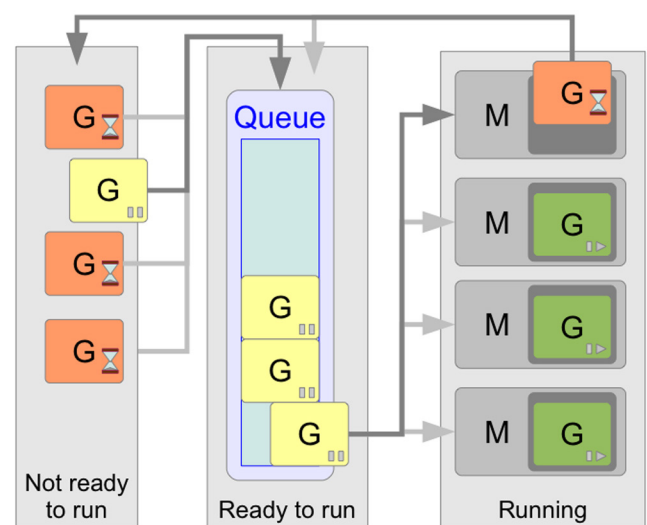 G
G
G
G
Not ready
to run
Queue
G
G
G
Ready to run
M G
M G
M G
M G
Running